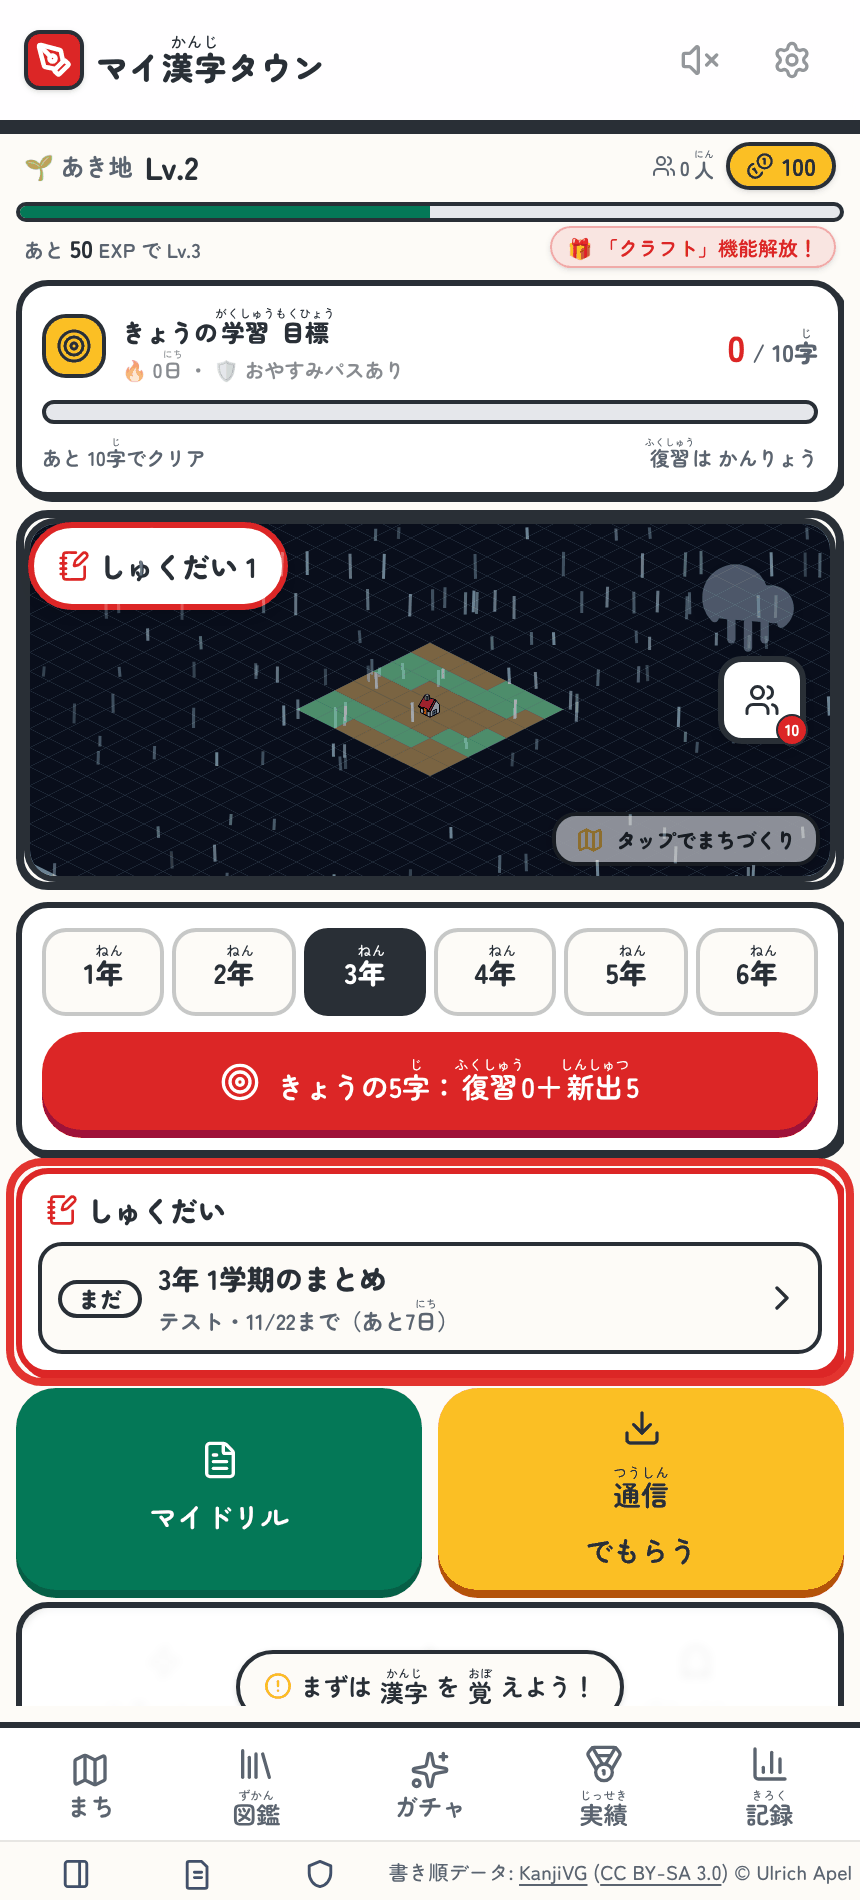 かんじ
マイ漢字タウン
🌱 あき地 Lv.2
にん
0人
100
あと 50 EXP で Lv.3
🎁 「クラフト」機能解放！
がくしゅうもくひょう
きょうの学習 目標
にち
🔥 0日 ・ 🛡️ おやすみパスあり
じ
0 / 10字
じ
あと 10字でクリア
ふくしゅう
復習は かんりょう
しゅくだい 1
10
タップでまちづくり
ねん
1年
ねん
2年
ねん
3年
ねん
4年
ねん
5年
ねん
6年
じ ふくしゅう しんしゅつ
きょうの5字：復習0＋新出5
しゅくだい
まだ
3年 1学期のまとめ
にち
テスト・11/22まで（あと7日）
マイドリル
つうしん
通信
でもらう
かんじ おぼ
まずは 漢字 を 覚 えよう！
まち
ずかん
図鑑
ガチャ
じっせき
実績
きろく
記録
書き順データ: KanjiVG (CC BY-SA 3.0) © Ulrich Apel